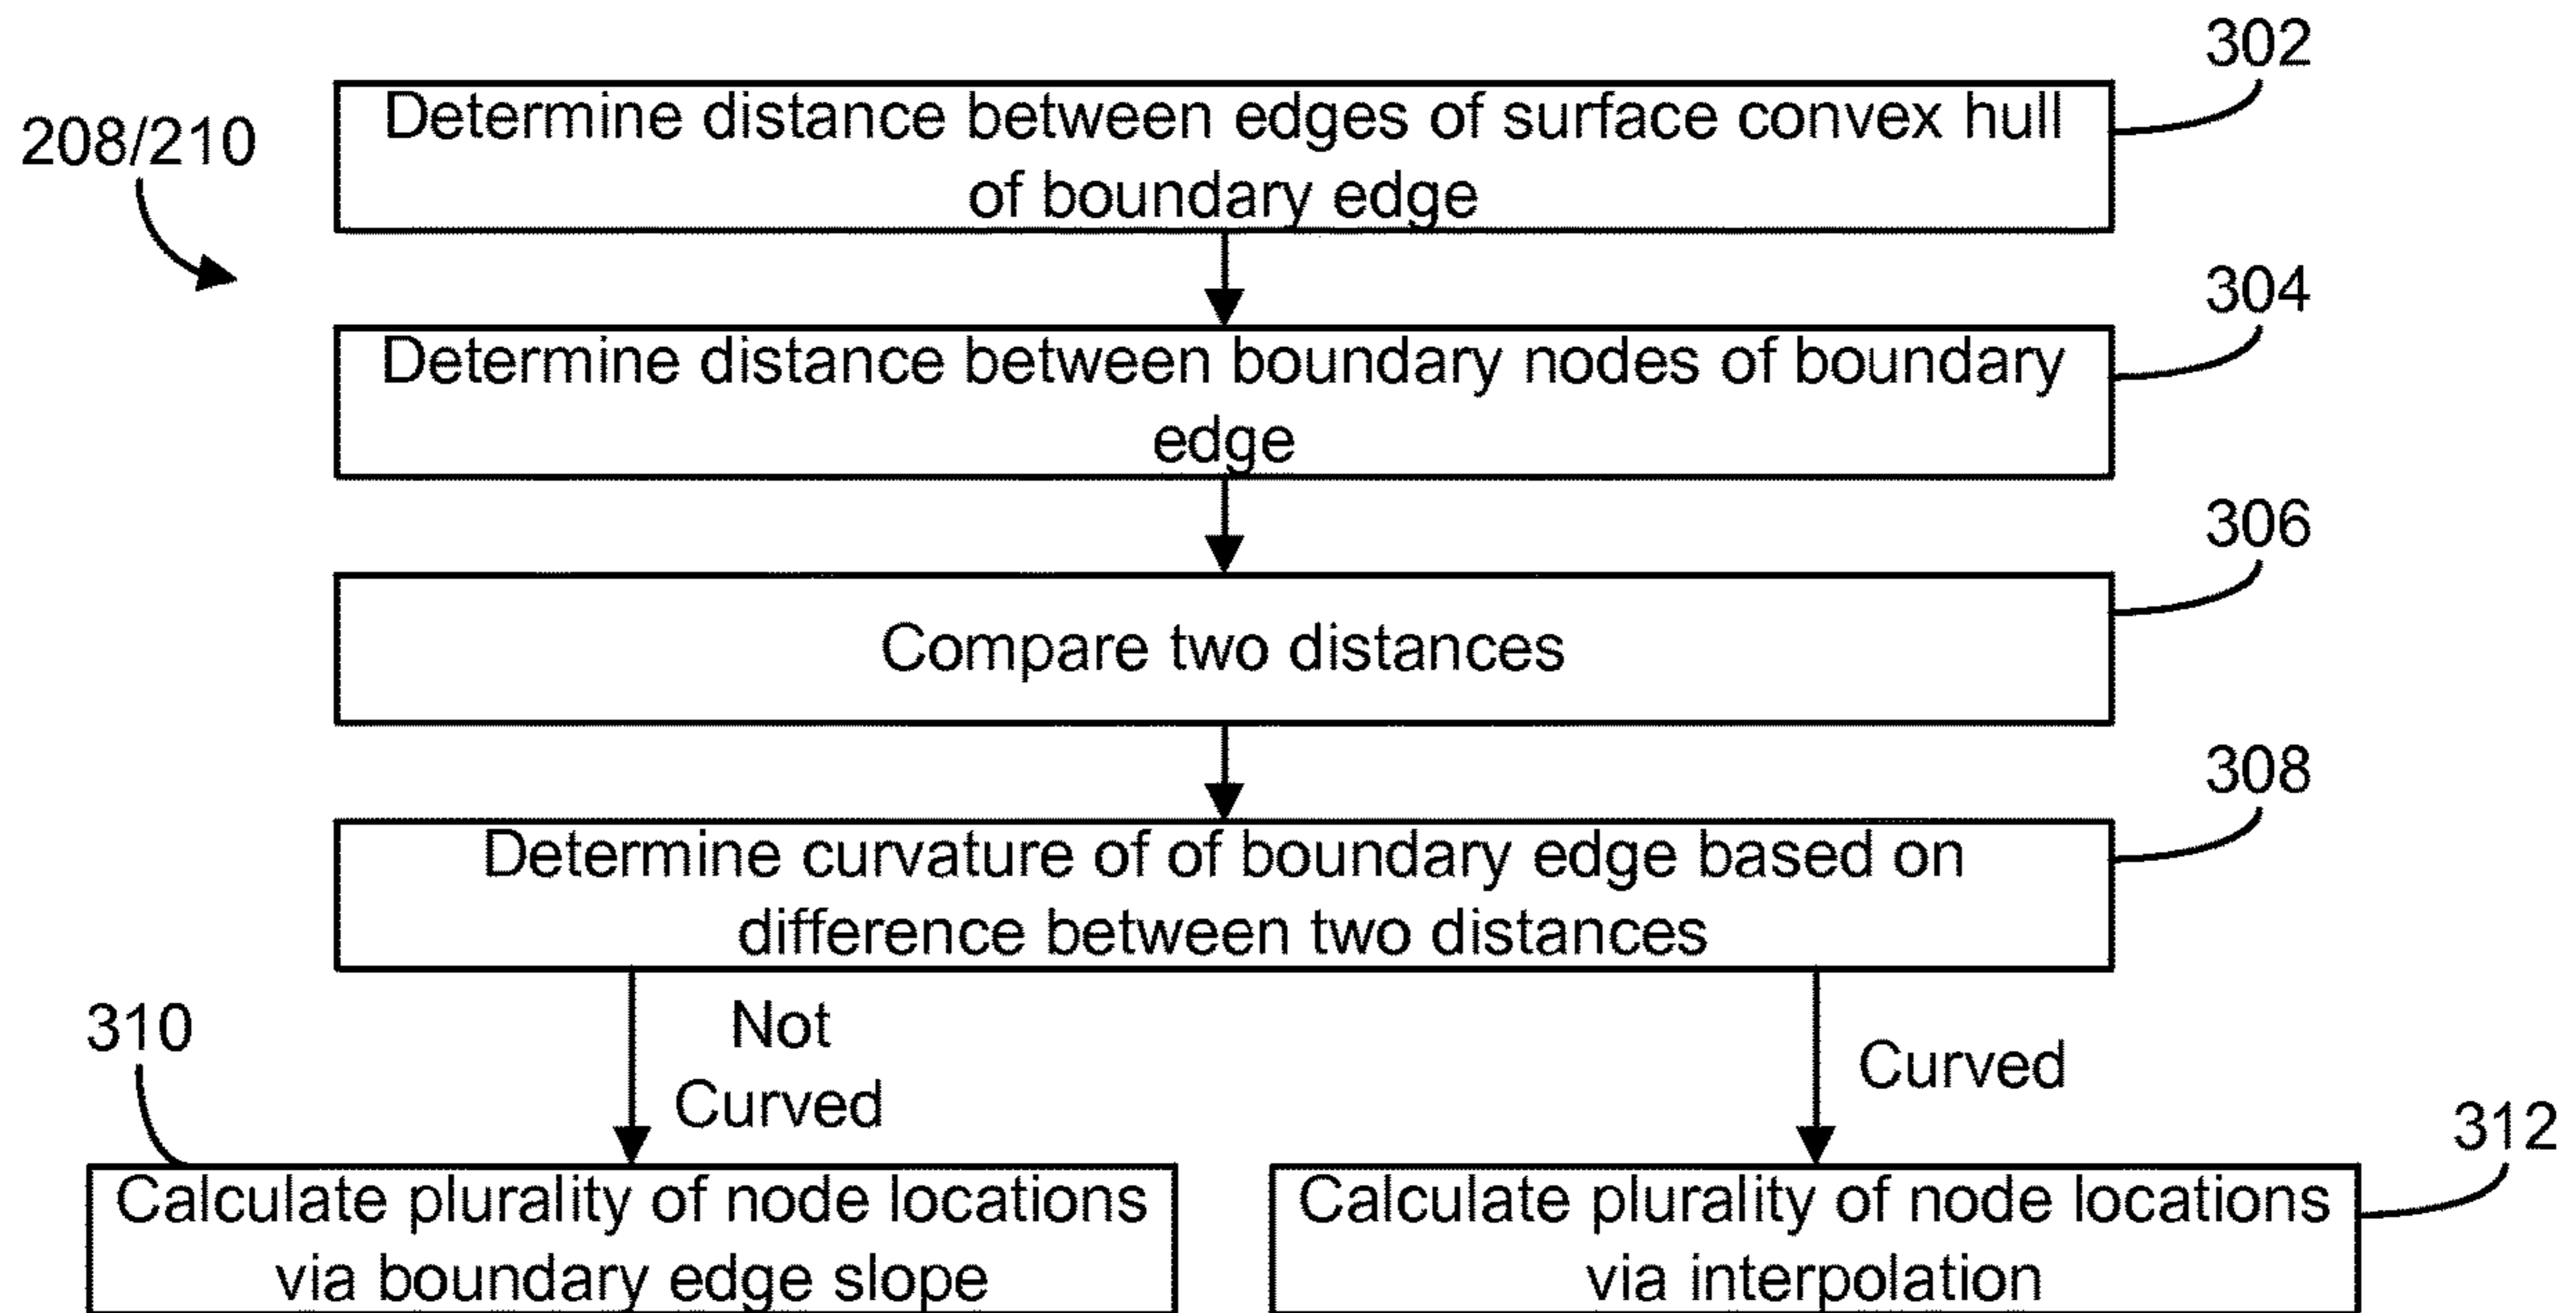 302
Determine distance between edges of surface convex hull
of boundary edge
208/210
304
Determine distance between boundary nodes of boundary
edge
306
Compare two distances
308
Determine curvature of of boundary edge based on
difference between two distances
310
Not
Curved
Curved
312
Calculate plurality of node locations
via boundary edge slope
Calculate plurality of node locations
via interpolation